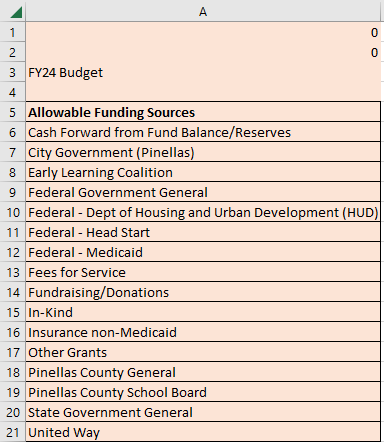 A
1 0
2 0
3 FY24 Budget
4
5 Allowable Funding Sources
6 Cash Forward from Fund Balance/Reserves
7 City Government (Pinellas)
8 Early Learning Coalition
9 Federal Government General
10 Federal - Dept of Housing and Urban Development (HUD)
11 Federal - Head Start
12 Federal - Medicaid
13 Fees for Service
14 Fundraising/Donations
15 In-Kind
16 Insurance non-Medicaid
17 Other Grants
18 Pinellas County General
19 Pinellas County School Board
20 State Government General
21 United Way